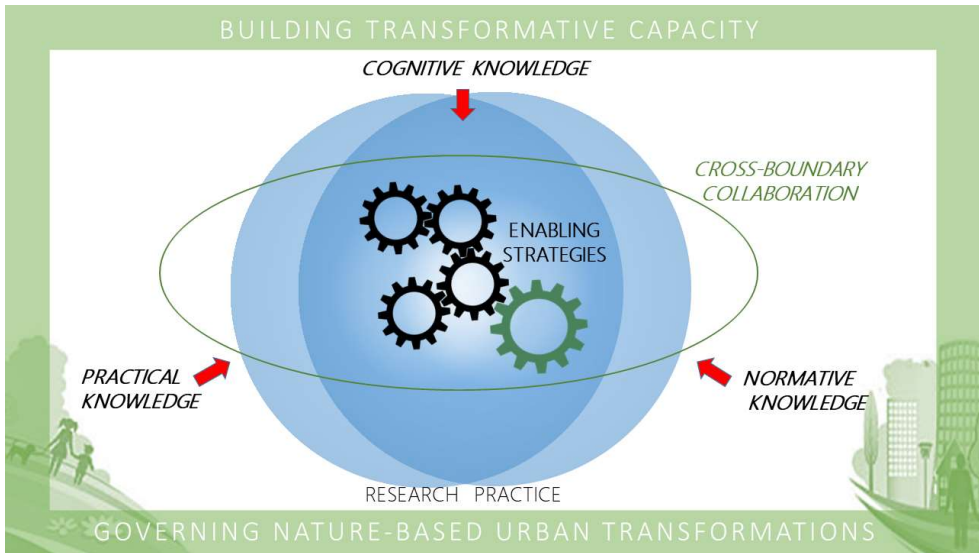 BUILDING TRANSFORMATIVE CAPACITY
COGNITIVE KNOWLEDGE
CROSS-BOUNDARY
COLLABORATION
ENABLING
STRATEGIES
PRACTICAL
KNOWLEDGE
NORMATIVE
KNOWLEDGE
RESEARCH PRACTICE
GOVERNING NATURE-BASED URBAN TRANSFORMATIONS